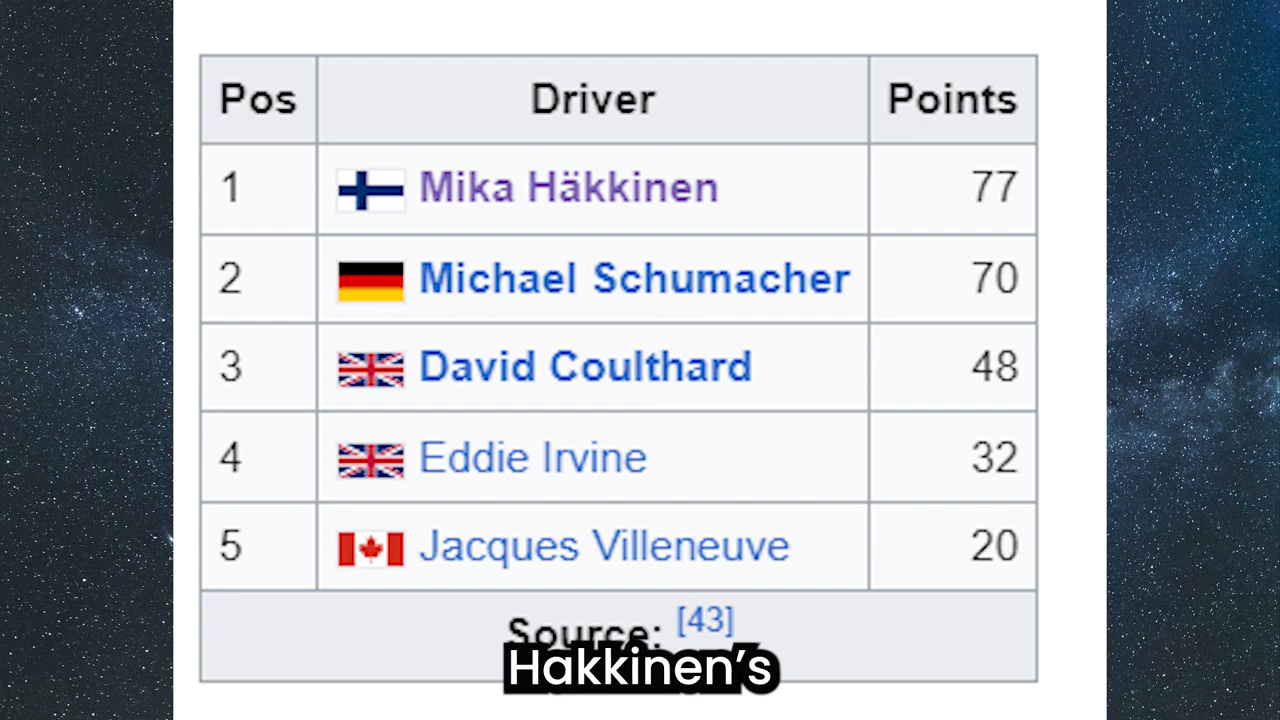 Pos Driver Points
1 Mika Häkkinen 77
2 Michael Schumacher 70
3 David Coulthard 48
4 Eddie Irvine 32
5 Jacques Villeneuve 20
Source: [43]
Hakkinen’s